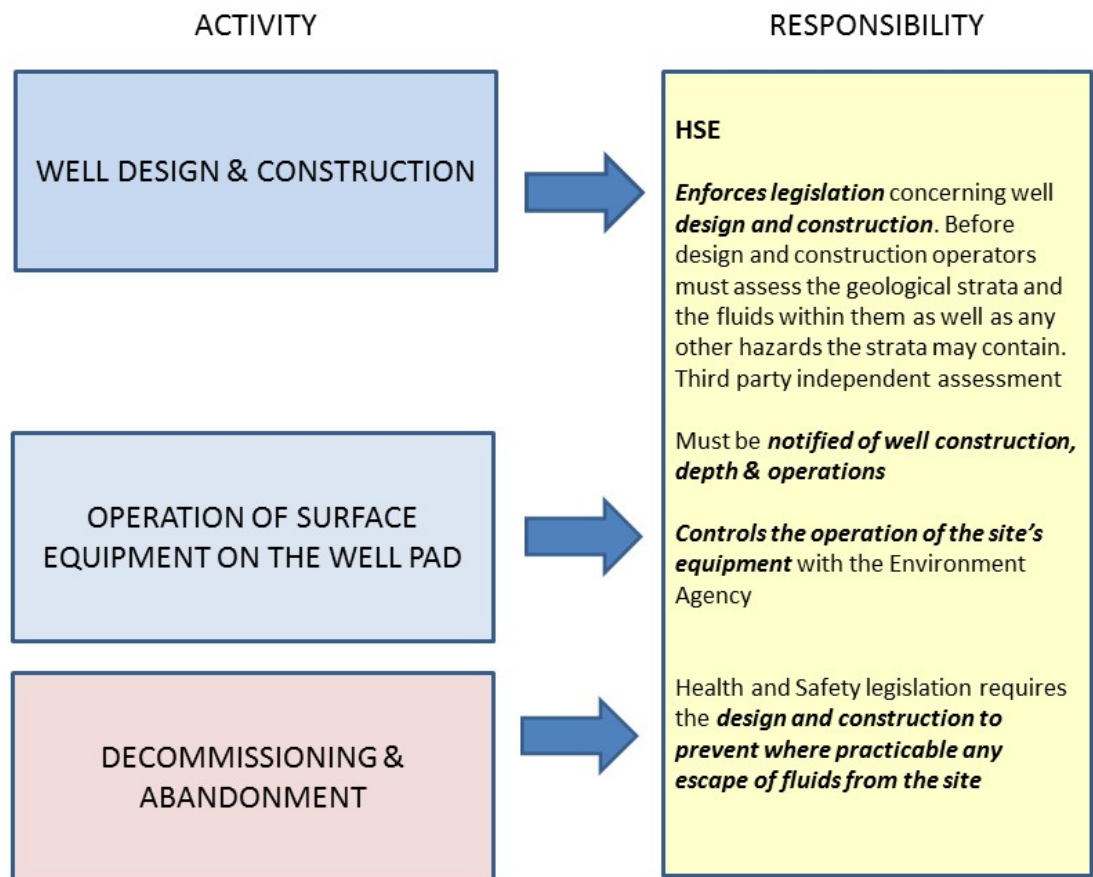 ACTIVITY
RESPONSIBILITY
WELL DESIGN & CONSTRUCTION
HSE
Enforces legislation concerning well
design and construction. Before
design and construction operators
must assess the geological strata and
the fluids within them as well as any
other hazards the strata may contain.
Third party independent assessment
OPERATION OF SURFACE
EQUIPMENT ON THE WELL PAD
Must be notified of well construction,
depth & operations
Controls the operation of the site’s
equipment with the Environment
Agency
DECOMMISSIONING &
ABANDONMENT
Health and Safety legislation requires
the design and construction to
prevent where practicable any
escape of fluids from the site